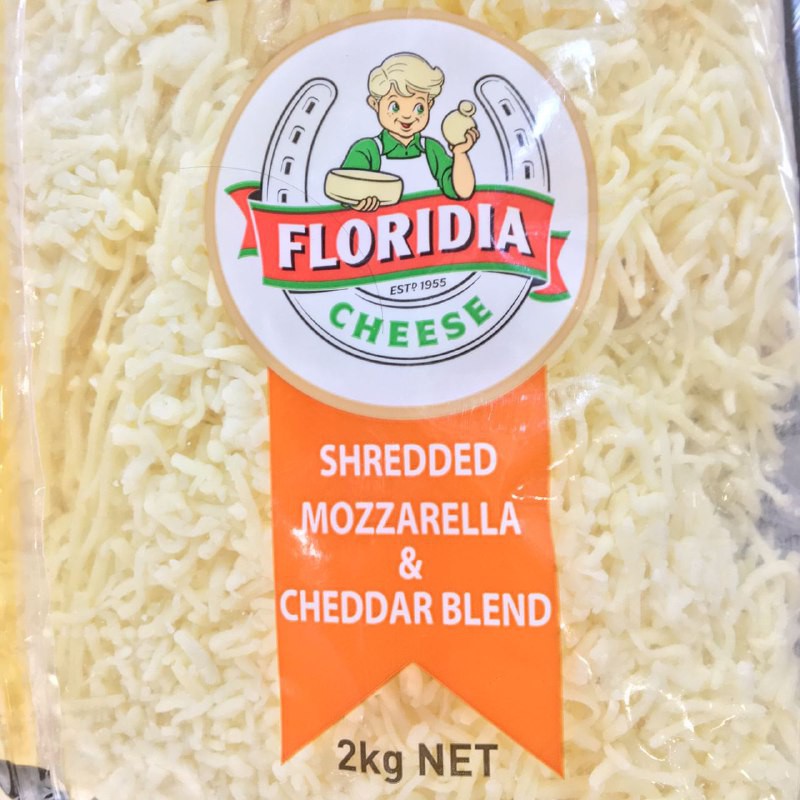 FLORIDIA
ESTD 1955
CHEESE
SHREDDED
MOZZARELLA
&
CHEDDAR BLEND
2kg NET